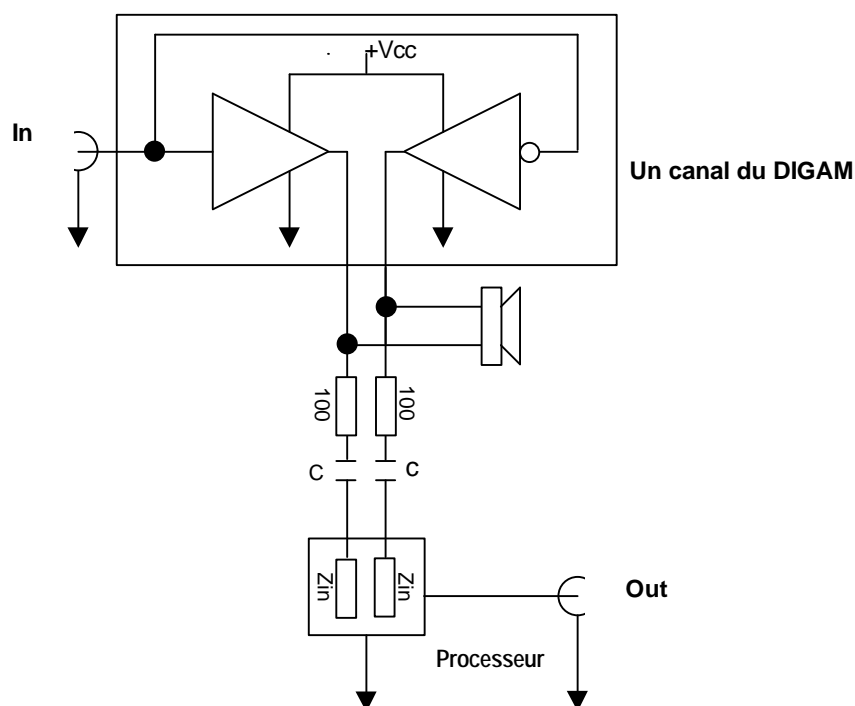 +Vcc
In
Un canal du DIGAM
100
100
C
c
Zin
Zin
Out
Processeur